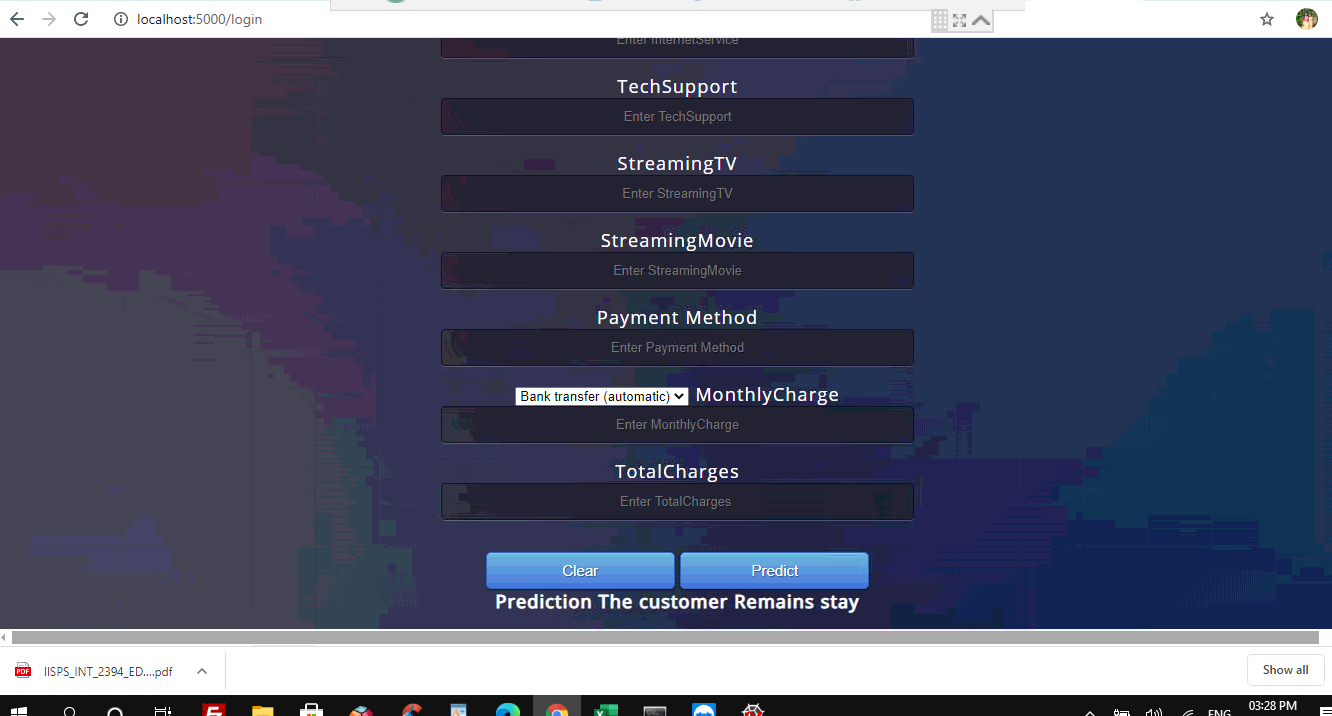 localhost:5000/login
Enter InternetService
TechSupport
Enter TechSupport
StreamingTV
Enter StreamingTV
StreamingMovie
Enter StreamingMovie
Payment Method
Enter Payment Method
Bank transfer (automatic) MonthlyCharge
Enter MonthlyCharge
TotalCharges
Enter TotalCharges
Clear Predict
Prediction The customer Remains stay
PDF IISPS_INT_2394_ED....pdf Show all
ENG 03:28 PM